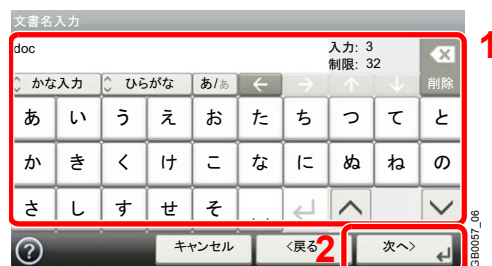 文書名入力
doc
入力: 3
制限: 32
削除
かな入力 ひらがな あ/ぁ ← → ↑ ↓
あ い う え お た ち つ て と
か き く け こ な に ぬ ね の
さ し す せ そ
キャンセル <戻る 次へ>
1
2
GB0057_06